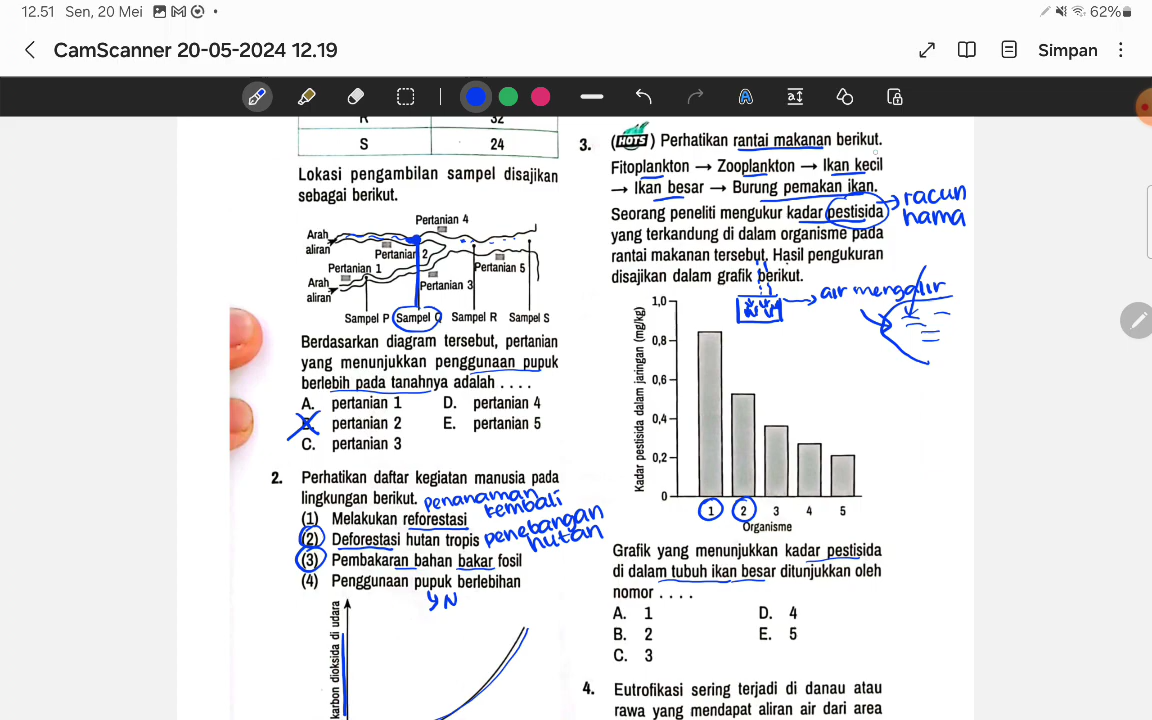 12.51 Sen, 20 Mei
62%
CamScanner 20-05-2024 12.19
Simpan
R 32
S 24
Lokasi pengambilan sampel disajikan
sebagai berikut.
Pertanian 4
Arah
aliran
Pertanian 2
Pertanian 1
Pertanian 5
Arah
aliran
Pertanian 3
Sampel P Sampel Q Sampel R Sampel S
Berdasarkan diagram tersebut, pertanian
yang menunjukkan penggunaan pupuk
berlebih pada tanahnya adalah . . . .
A. pertanian 1 D. pertanian 4
B. pertanian 2 E. pertanian 5
C. pertanian 3
2. Perhatikan daftar kegiatan manusia pada
lingkungan berikut.
penanaman
kembali
(1) Melakukan reforestasi
(2) Deforestasi hutan tropis
penebangan
hutan
(3) Pembakaran bahan bakar fosil
(4) Penggunaan pupuk berlebihan
N
karbon dioksida di udara
3. (HOTS) Perhatikan rantai makanan berikut.
Fitoplankton → Zooplankton → Ikan kecil
→ Ikan besar → Burung pemakan ikan.
racun
hama
Seorang peneliti mengukur kadar pestisida
yang terkandung di dalam organisme pada
rantai makanan tersebut. Hasil pengukuran
disajikan dalam grafik berikut.
air mengalir
Kadar pestisida dalam jaringan (mg/kg)
1,0
0,8
0,6
0,4
0,2
0
1 2 3 4 5
Organisme
Grafik yang menunjukkan kadar pestisida
di dalam tubuh ikan besar ditunjukkan oleh
nomor . . . .
A. 1 D. 4
B. 2 E. 5
C. 3
4. Eutrofikasi sering terjadi di danau atau
rawa yang mendapat aliran air dari area